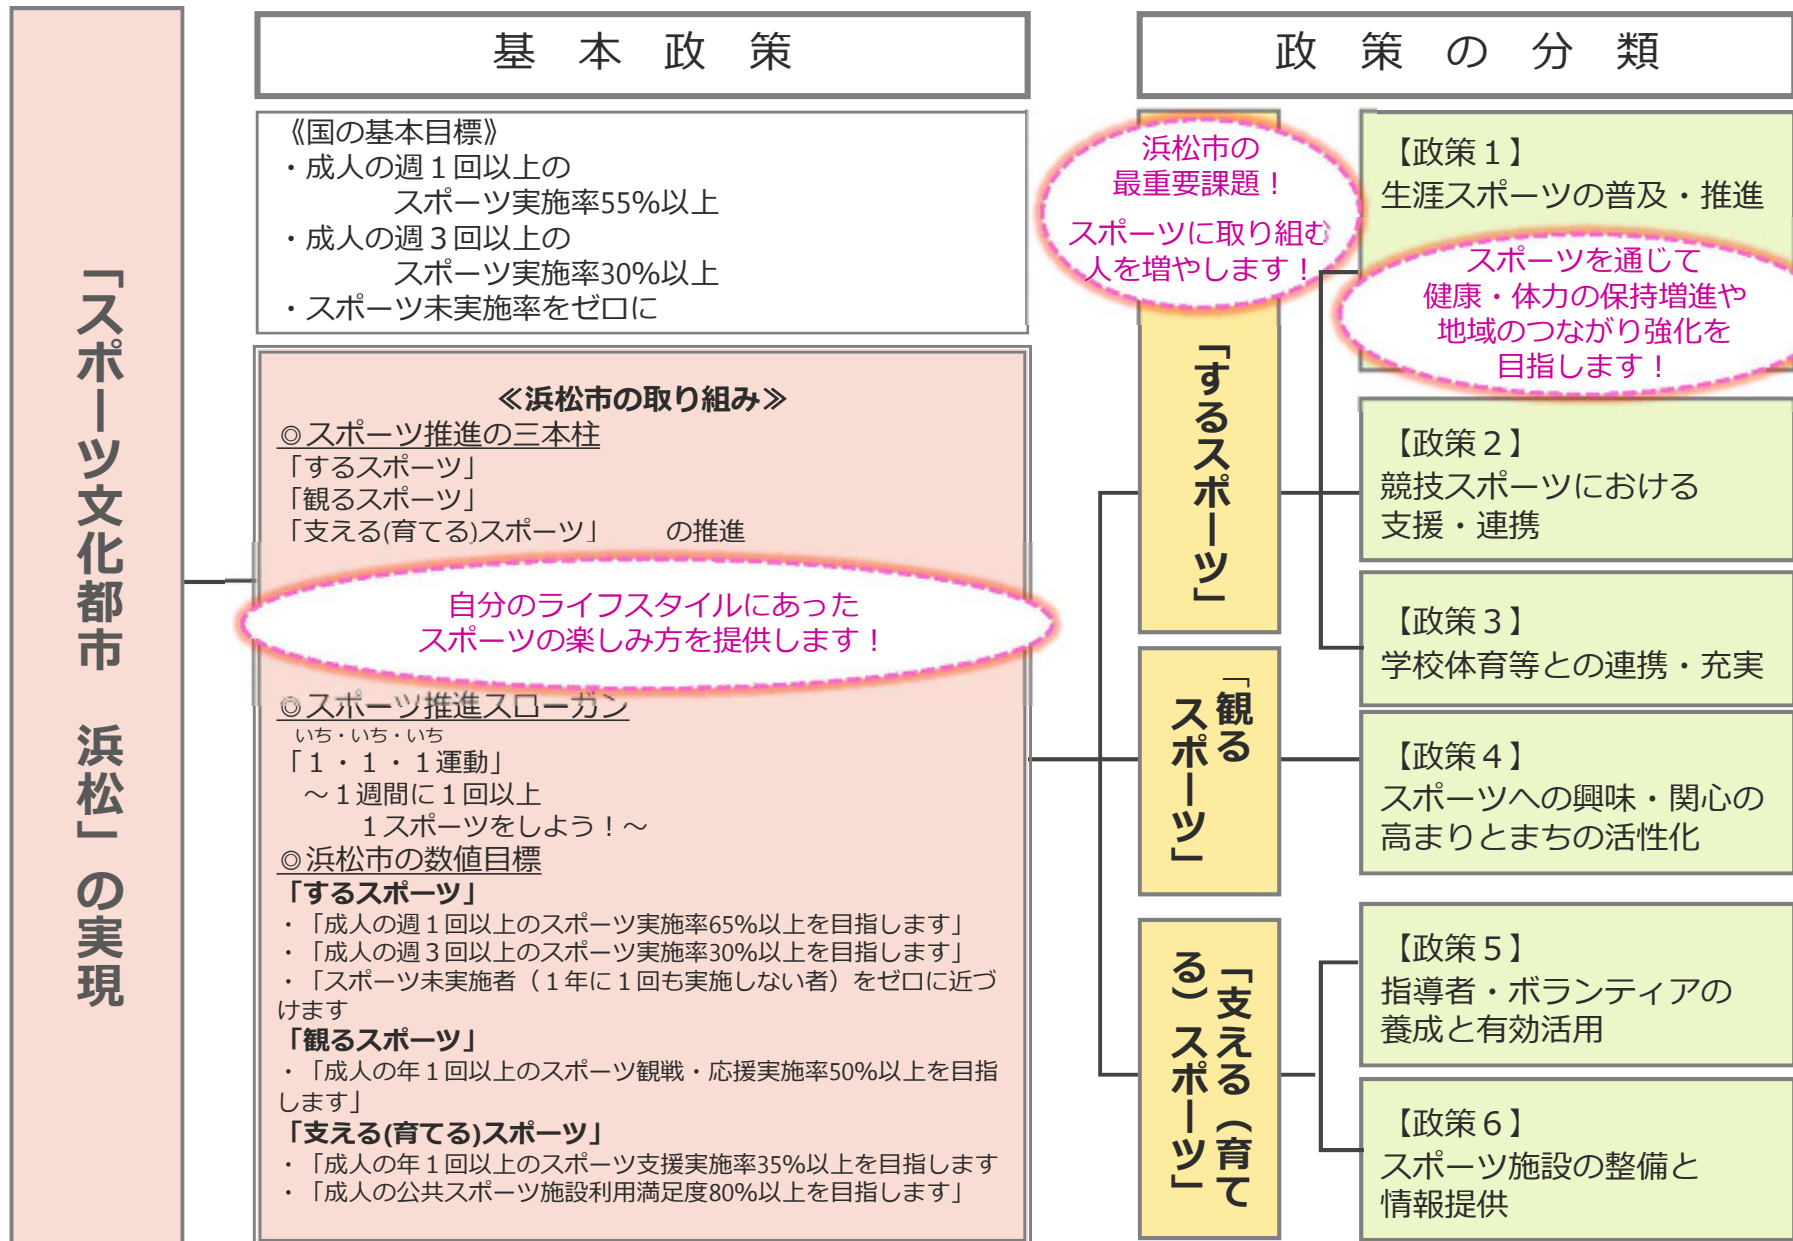 「スポーツ文化都市　浜松」の実現
基本政策
《国の基本目標》
・成人の週１回以上の
スポーツ実施率55%以上
・成人の週３回以上の
スポーツ実施率30%以上
・スポーツ未実施率をゼロに
≪浜松市の取り組み≫
◎スポーツ推進の三本柱
「するスポーツ」
「観るスポーツ」
「支える(育てる)スポーツ」　　の推進
自分のライフスタイルにあった
スポーツの楽しみ方を提供します！
◎スポーツ推進スローガン
いち・いち・いち
「１・１・１運動」
～１週間に１回以上
１スポーツをしよう！～
◎浜松市の数値目標
「するスポーツ」
・「成人の週１回以上のスポーツ実施率65%以上を目指します」
・「成人の週３回以上のスポーツ実施率30%以上を目指します」
・「スポーツ未実施者（１年に１回も実施しない者）をゼロに近づ
けます
「観るスポーツ」
・「成人の年１回以上のスポーツ観戦・応援実施率50%以上を目指
します」
「支える(育てる)スポーツ」
・「成人の年１回以上のスポーツ支援実施率35%以上を目指します
・「成人の公共スポーツ施設利用満足度80%以上を目指します」
政策の分類
浜松市の
最重要課題！
スポーツに取り組む
人を増やします！
「するスポーツ」
「観る
スポーツ」
「支える（育て
る）スポーツ」
【政策１】
生涯スポーツの普及・推進
スポーツを通じて
健康・体力の保持増進や
地域のつながり強化を
目指します！
【政策２】
競技スポーツにおける
支援・連携
【政策３】
学校体育等との連携・充実
【政策４】
スポーツへの興味・関心の
高まりとまちの活性化
【政策５】
指導者・ボランティアの
養成と有効活用
【政策６】
スポーツ施設の整備と
情報提供